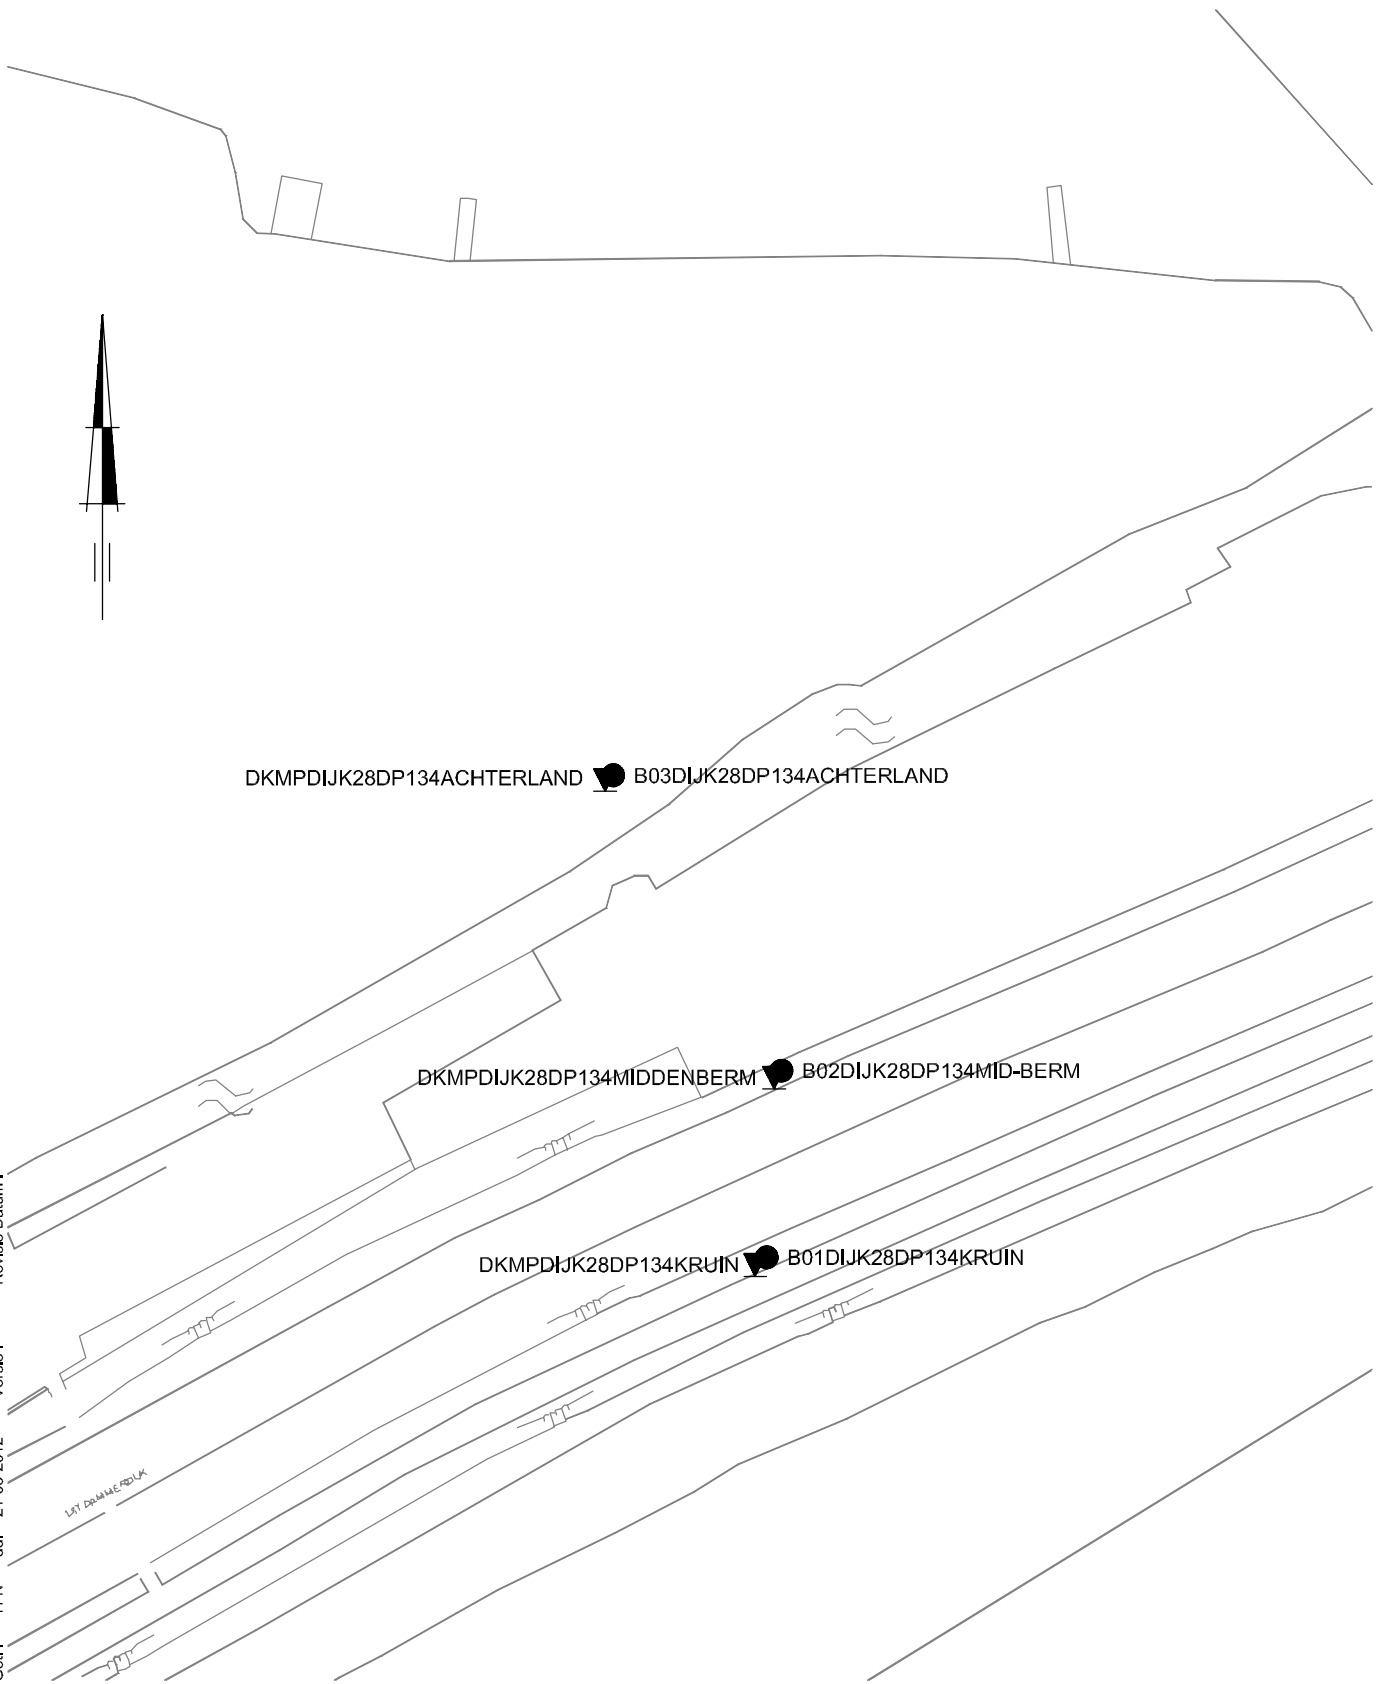 DKMPDIJK28DP134ACHTERLAND
B03DIJK28DP134ACHTERLAND
DKMPDIJK28DP134MIDDENBERM
B02DIJK28DP134MID-BERM
DKMPDIJK28DP134KRUIN
B01DIJK28DP134KRUIN